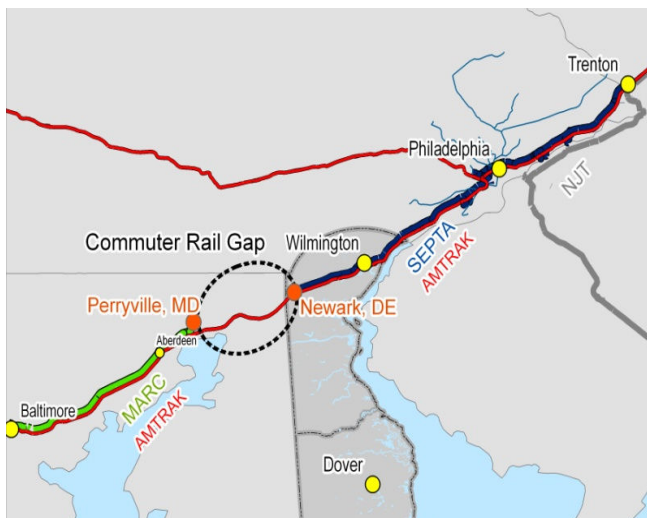 Trenton
Philadelphia
NJT
Commuter Rail Gap
Wilmington
SEPTA
AMTRAK
Perryville, MD
Newark, DE
Aberdeen
MARC
AMTRAK
Baltimore
Dover